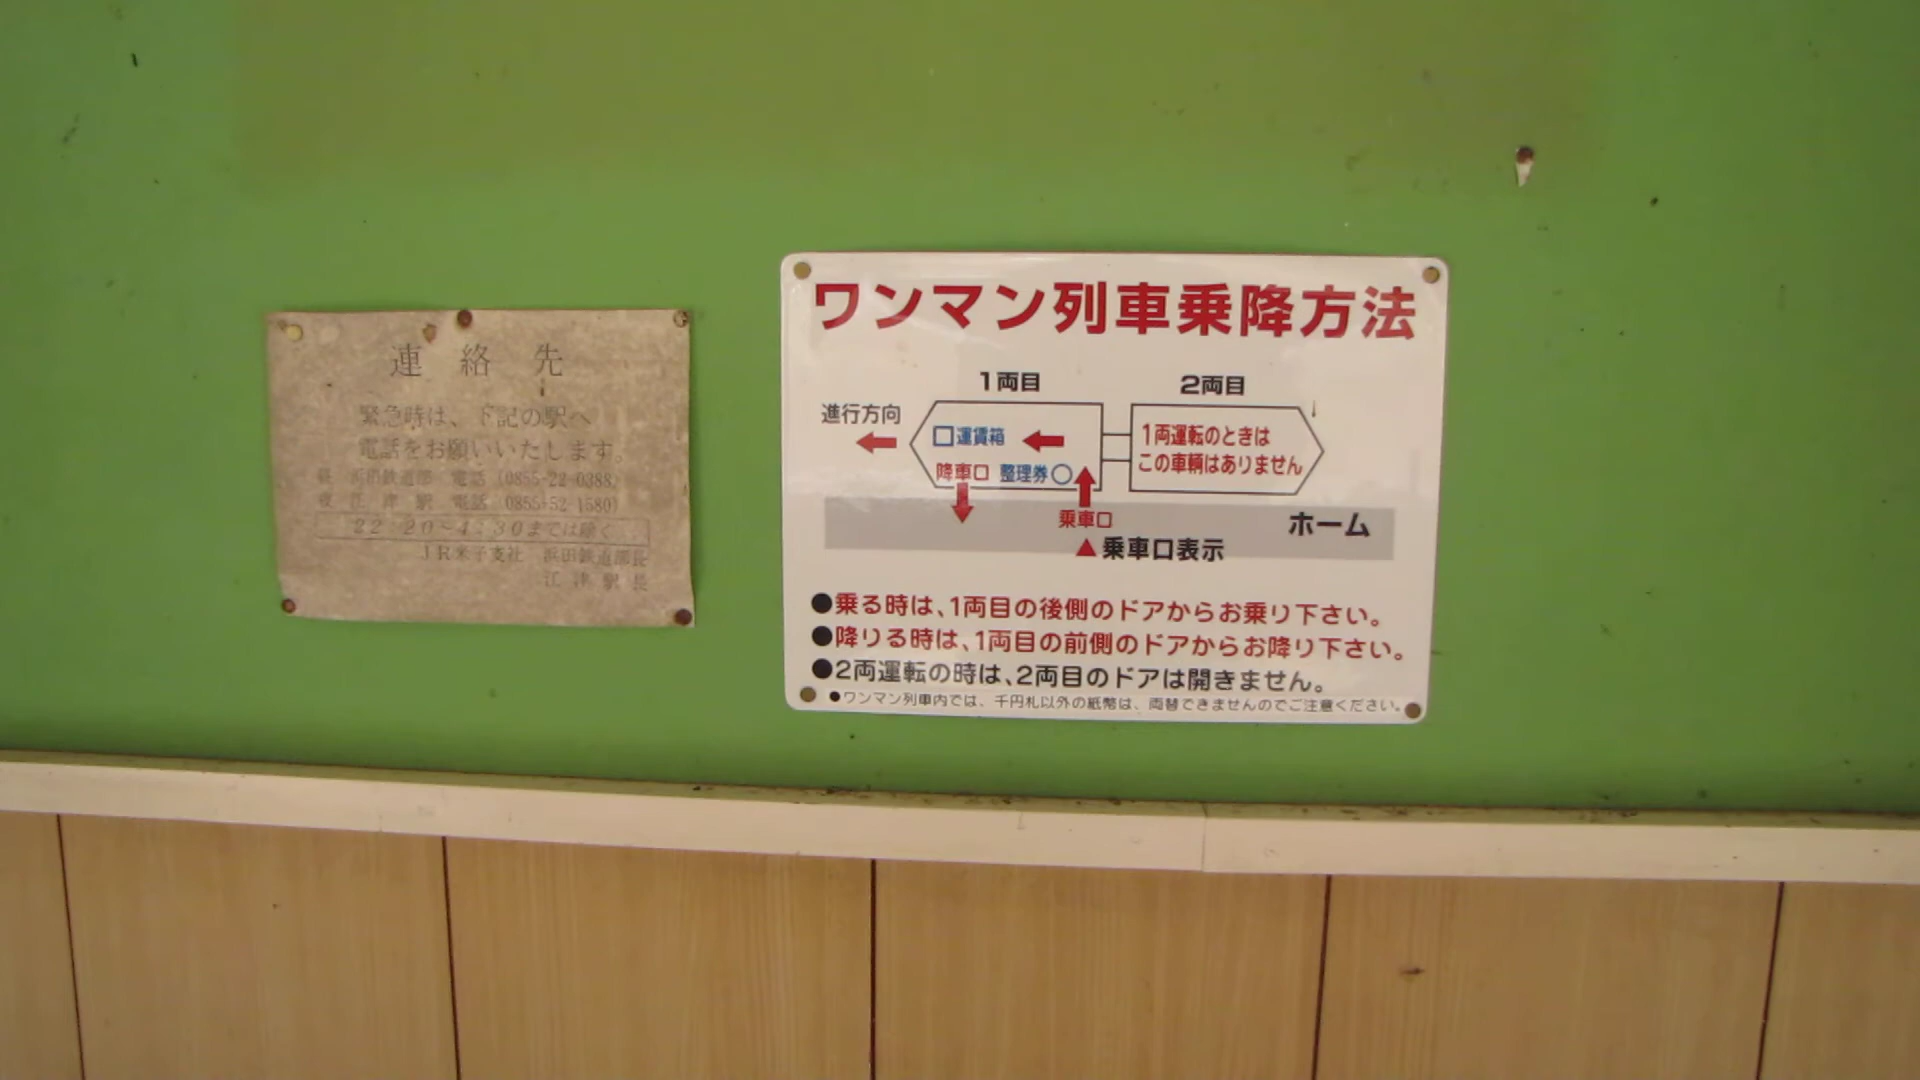 連絡先
緊急時は、下記の駅へ
電話をお願いいたします。
昼 浜田鉄道部 電話 (0855-22-0388)
夜 江津駅 電話 (0855-52-1580)
22:20~4:30までは除く
JR米子支社 浜田鉄道部長
江津駅長
ワンマン列車乗降方法
1両目 2両目
進行方向
運賃箱
1両運転のときは
この車輌はありません
降車口 整理券
乗車口
ホーム
▲乗車口表示
●乗る時は、1両目の後側のドアからお乗り下さい。
●降りる時は、1両目の前側のドアからお降り下さい。
●2両運転の時は、2両目のドアは開きません。
●ワンマン列車内では、千円札以外の紙幣は、両替できませんのでご注意ください。